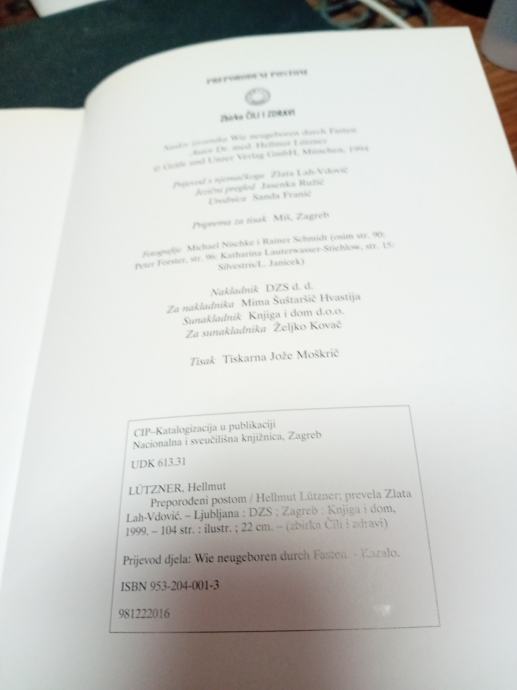 PREPOROĐENI POSTOM
Zbirka ČILI I ZDRAVI
Naslov izvornika Wie neugeboren durch Fasten
Autor Dr. med. Hellmut Lützner
© Gräfe und Unzer Verlag GmbH, München, 1994
Prijevod s njemačkoga Zlata Lah-Vdović
Jezični pregled Jasenka Ružić
Urednica Sanda Franić
Priprema za tisak Miš, Zagreb
Fotografije Michael Nischke i Rainer Schmidt (osim str. 90;
Peter Forster, str. 96: Katharina Lauterwasser-Stiehlow, str. 15:
Silvestris/L. Janicek)
Nakladnik DZS d. d.
Za nakladnika Mima Šuštaršič Hvastija
Sunakladnik Knjiga i dom d.o.o.
Za sunakladnika Željko Kovač
Tisak Tiskarna Jože Moškrič
CIP–Katalogizacija u publikaciji
Nacionalna i sveučilišna knjižnica, Zagreb
UDK 613.31
LÜTZNER, Hellmut
Preporođeni postom / Hellmut Lützner; prevela Zlata
Lah-Vdović. – Ljubljana : DZS ; Zagreb : Knjiga i dom,
1999. – 104 str. : ilustr. ; 22 cm. – (zbirka Čili i zdravi)
Prijevod djela: Wie neugeboren durch Fasten. - Kazalo.
ISBN 953-204-001-3
981222016